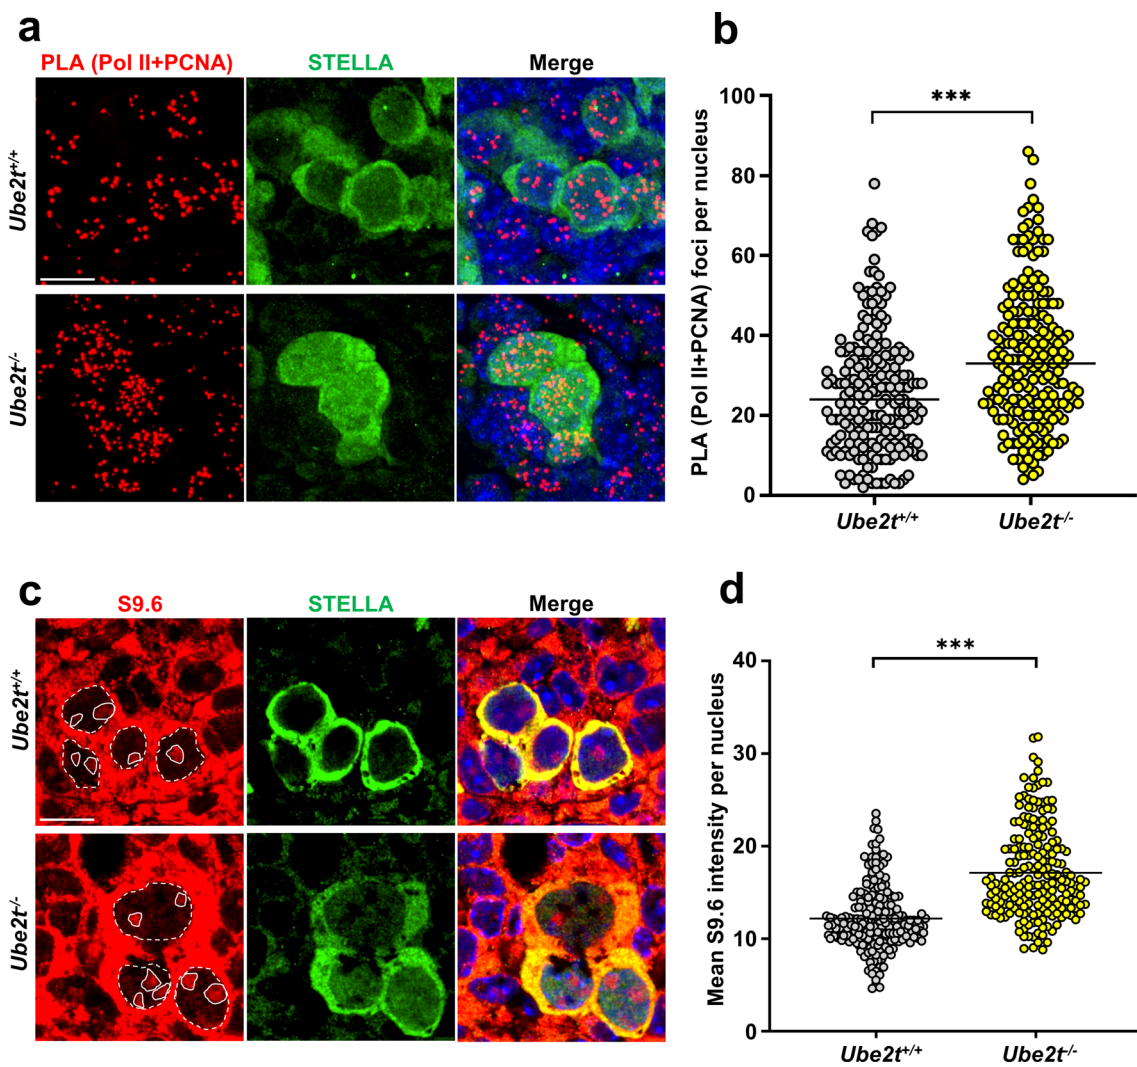 a
PLA (Pol II+PCNA) STELLA Merge
Ube2t+/+
Ube2t-/-
b
PLA (Pol II+PCNA) foci per nucleus
100
80
60
40
20
0
***
Ube2t+/+ Ube2t-/-
c
S9.6 STELLA Merge
Ube2t+/+
Ube2t-/-
d
Mean S9.6 intensity per nucleus
40
30
20
10
0
***
Ube2t+/+ Ube2t-/-